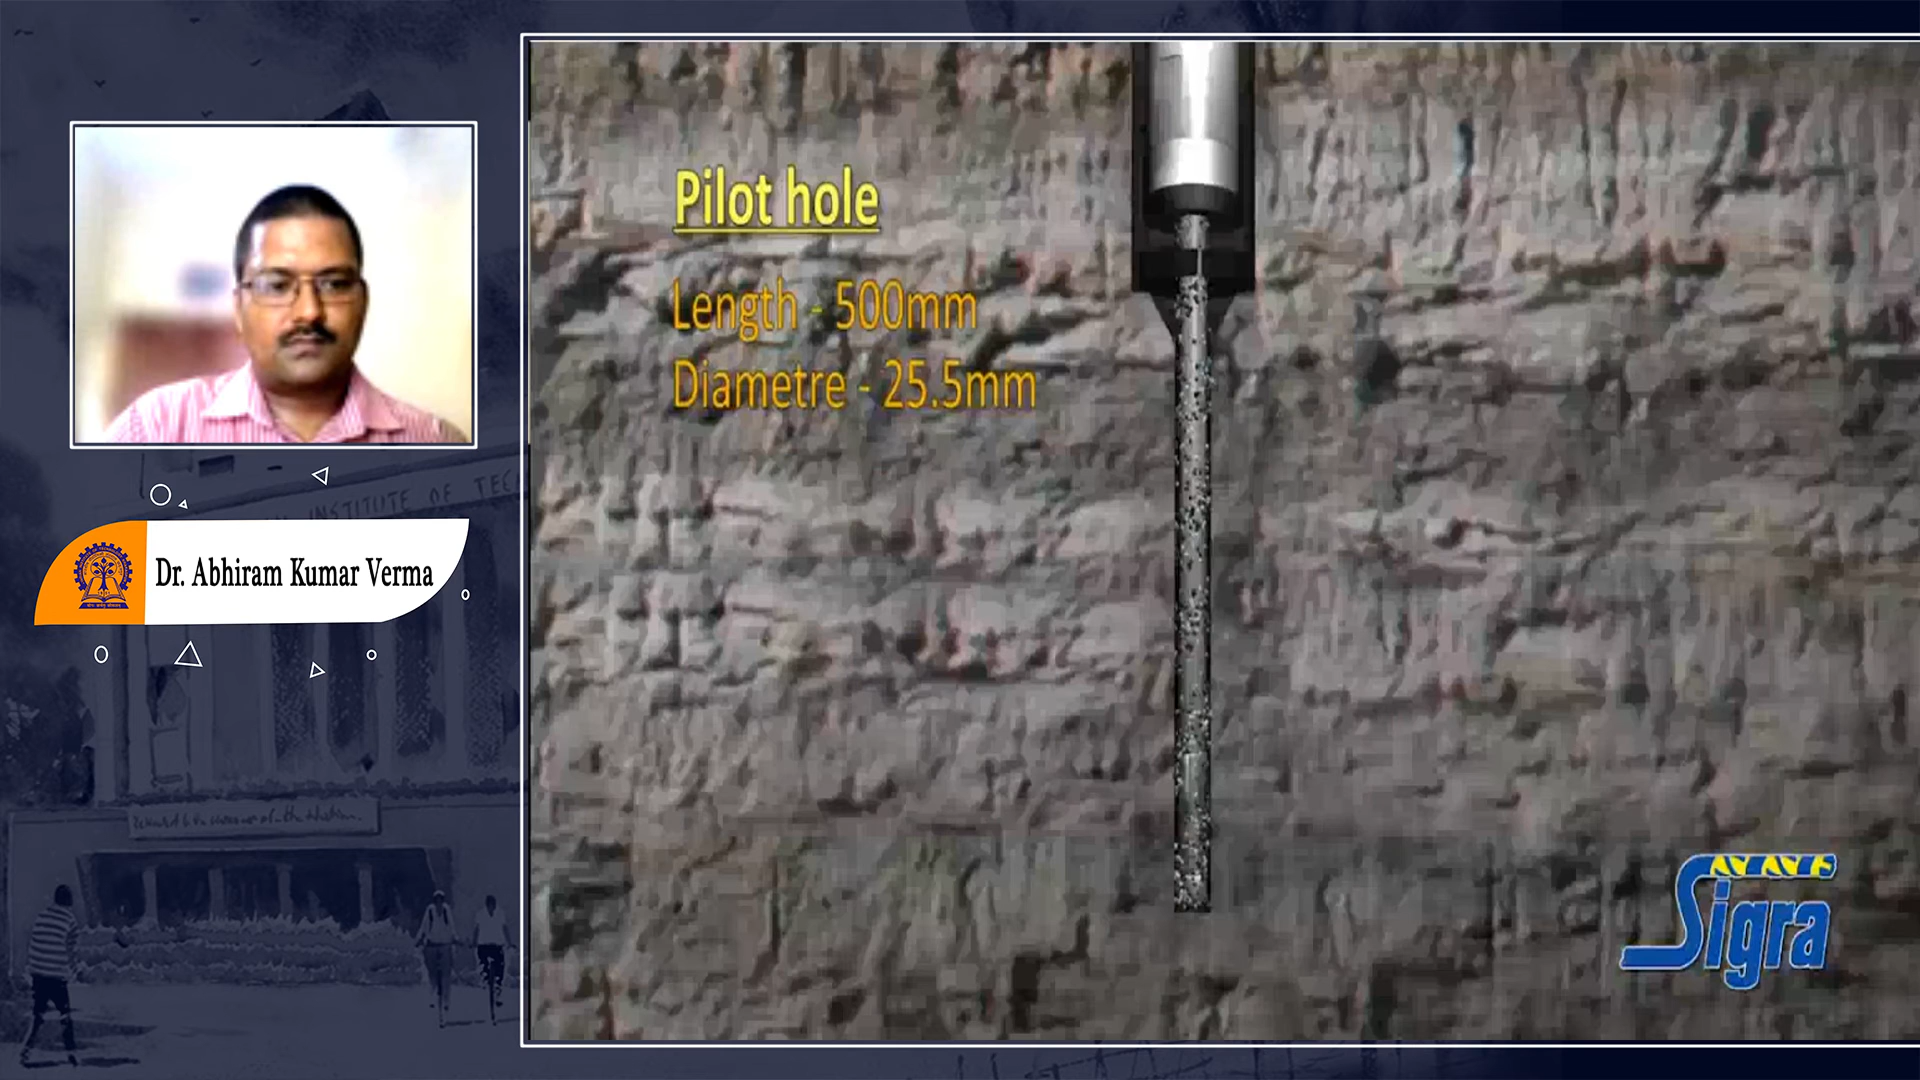 Pilot hole
Length - 500mm
Diametre - 25.5mm
INSTITUTE OF TEC
Dr. Abhiram Kumar Verma
Sigra